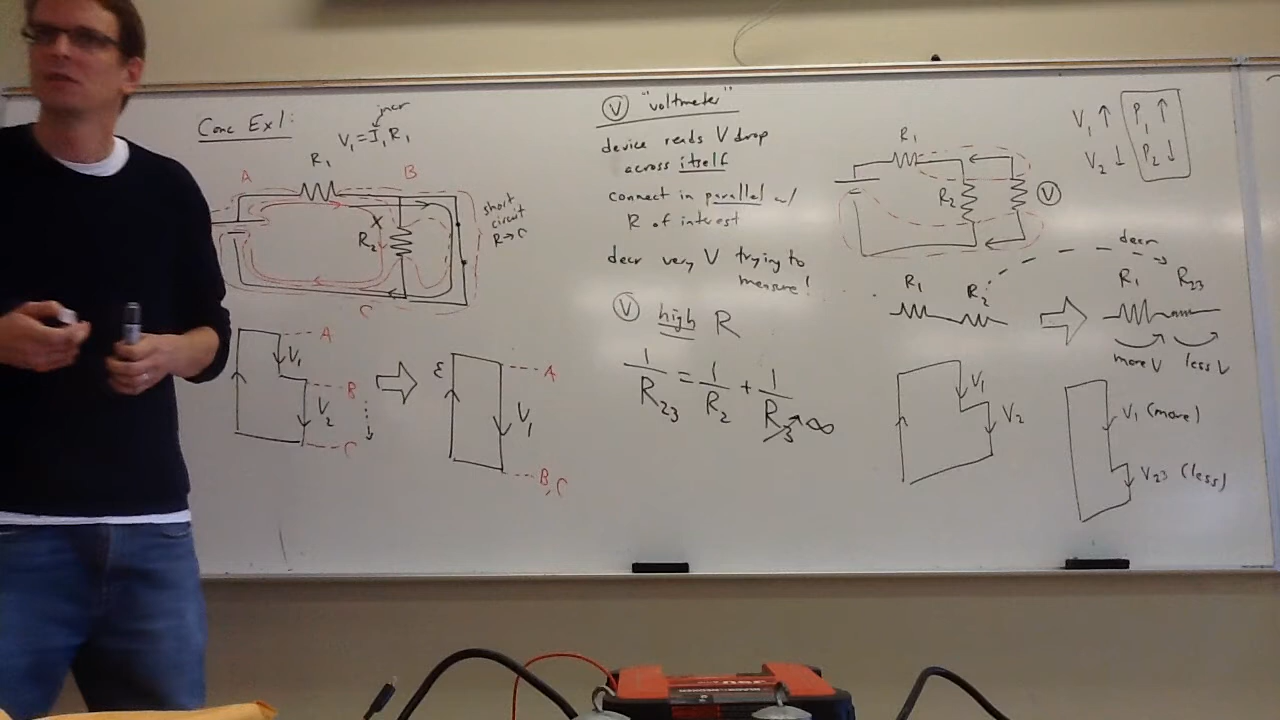 Conc Ex1:
incr
V₁=I₁R₁
R₁
A
B
X
R₂
short
circuit
R→0
C
A
V₁
B
V₂
C
ε
A
V₁
B,C
V "voltmeter"
device reads V drop
across itself
connect in parallel w/
R of interest
decr very V trying to
measure!
V high R
1/R₂₃ = 1/R₂ + 1/R₃ ∞
R₁
R₂
V
V₁↑ P₁↑
V₂↓ P₂↓
decr
R₁ R₂ ⇒ R₁ R₂₃
more V less V
V₁
V₂
V₁ (more)
V₂₃ (less)